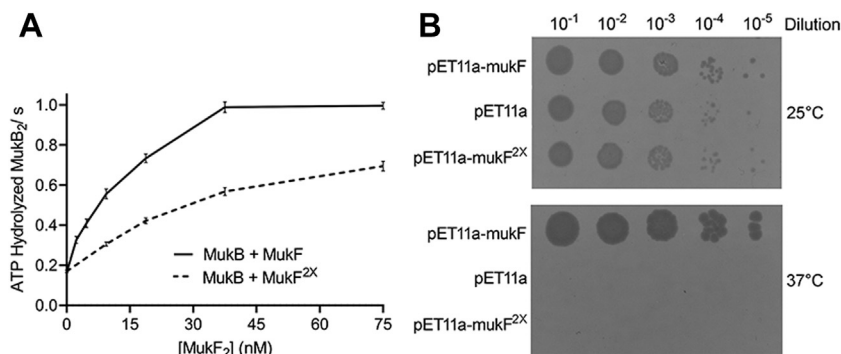 A
ATP Hydrolyzed MukB2/ s
1.0
0.8
0.6
0.4
0.2
0.0
MukB + MukF
MukB + MukF2X
0 15 30 45 60 75
[MukF2] (nM)
B
10-1 10-2 10-3 10-4 10-5 Dilution
pET11a-mukF
pET11a
pET11a-mukF2X
25°C
pET11a-mukF
pET11a
pET11a-mukF2X
37°C